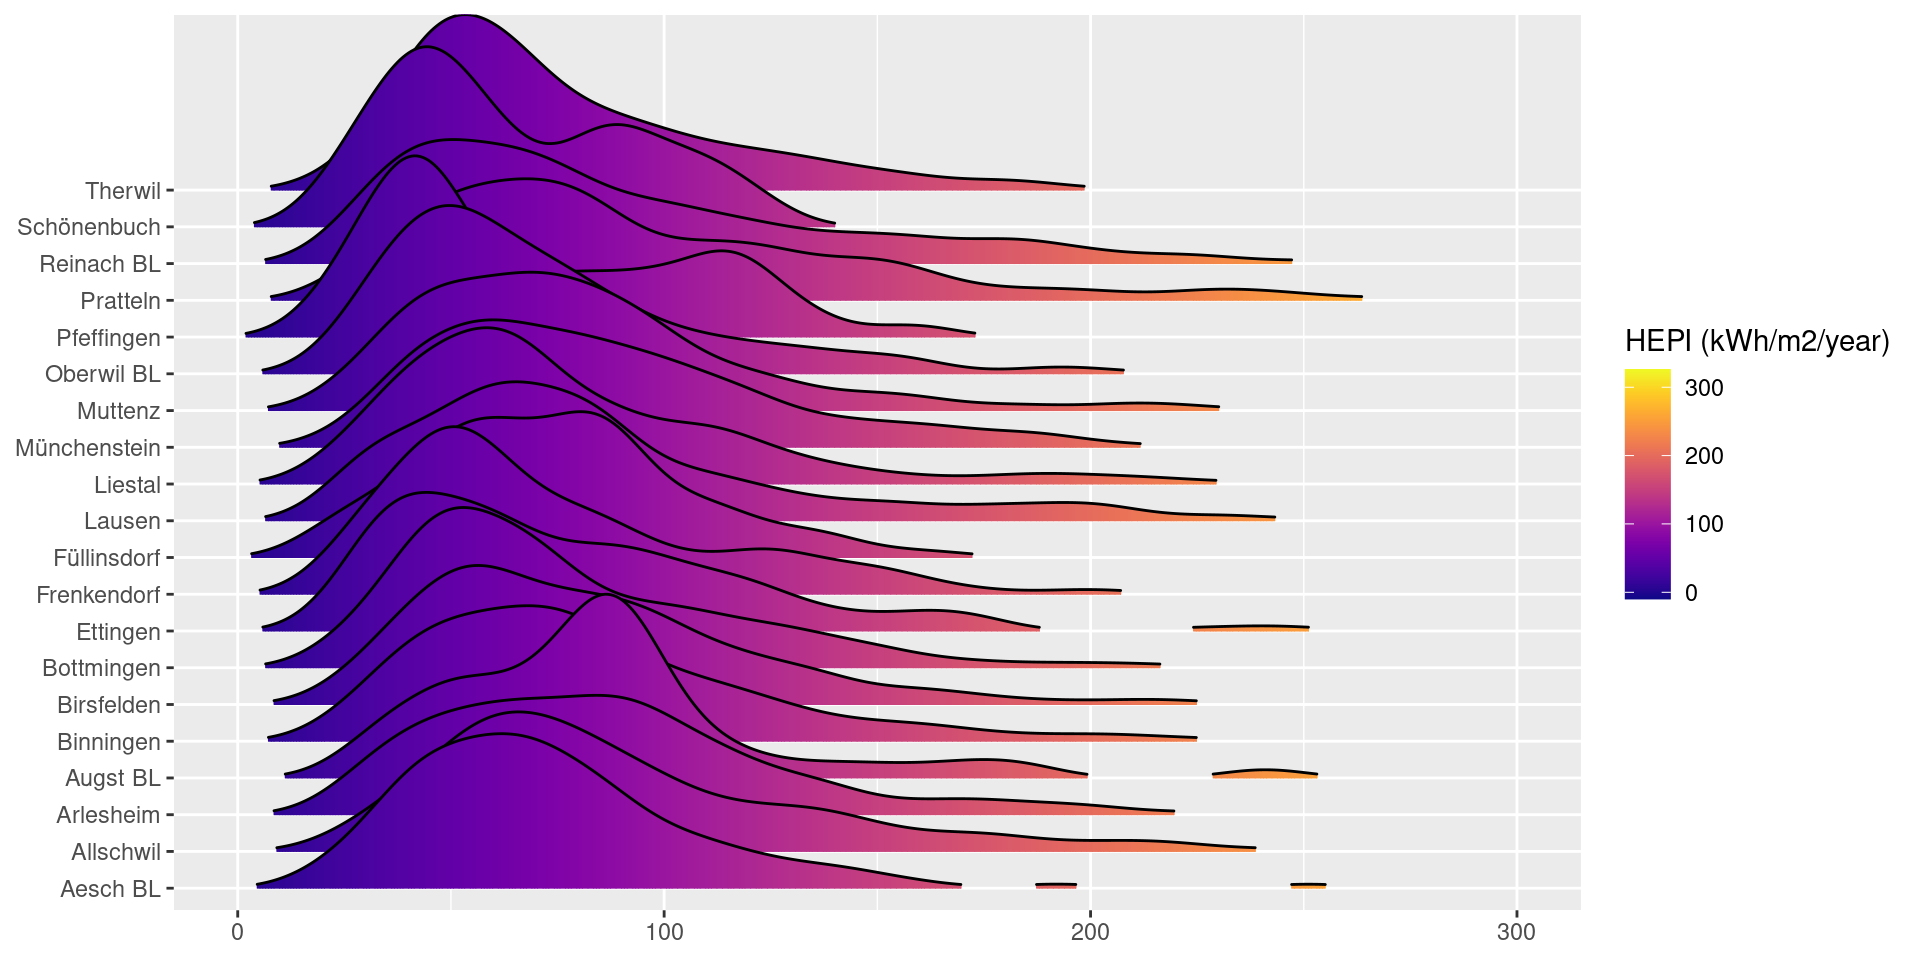 Therwil
Schönenbuch
Reinach BL
Pratteln
Pfeffingen
Oberwil BL
Muttenz
Münchenstein
Liestal
Lausen
Füllinsdorf
Frenkendorf
Ettingen
Bottmingen
Birsfelden
Binningen
Augst BL
Arlesheim
Allschwil
Aesch BL
0 100 200 300
HEPI (kWh/m2/year)
300
200
100
0